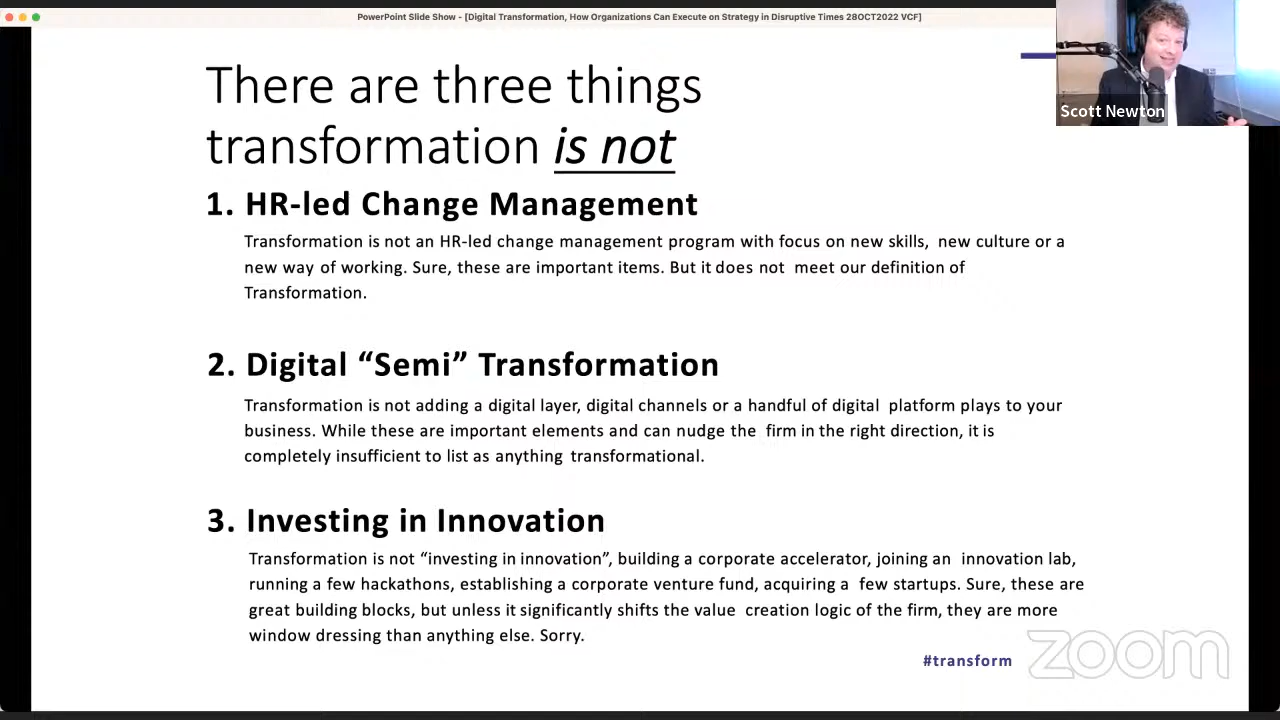 PowerPoint Slide Show - [Digital Transformation, How Organizations Can Execute on Strategy in Disruptive Times 28OCT2022 VCF]
Scott Newton
There are three things
transformation is not
1. HR-led Change Management
Transformation is not an HR-led change management program with focus on new skills, new culture or a
new way of working. Sure, these are important items. But it does not meet our definition of
Transformation.
2. Digital “Semi” Transformation
Transformation is not adding a digital layer, digital channels or a handful of digital platform plays to your
business. While these are important elements and can nudge the firm in the right direction, it is
completely insufficient to list as anything transformational.
3. Investing in Innovation
Transformation is not “investing in innovation”, building a corporate accelerator, joining an innovation lab,
running a few hackathons, establishing a corporate venture fund, acquiring a few startups. Sure, these are
great building blocks, but unless it significantly shifts the value creation logic of the firm, they are more
window dressing than anything else. Sorry.
#transform
zoom